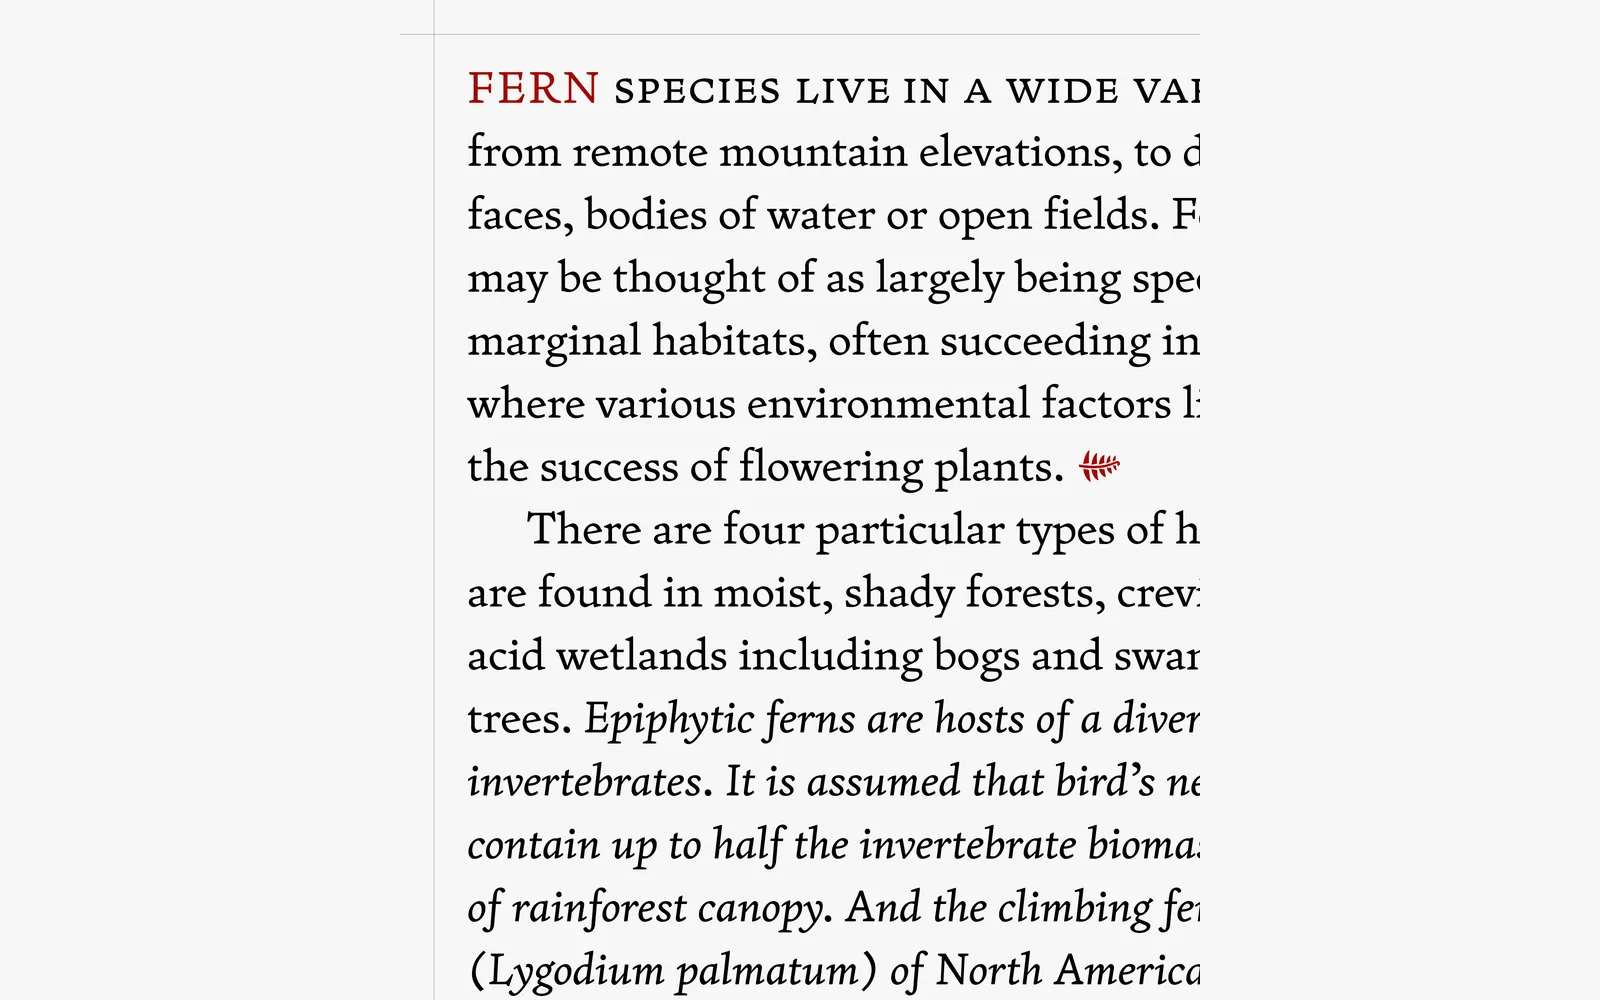 FERN SPECIES LIVE IN A WIDE
from remote mountain elevations, to
faces, bodies of water or open fields.
may be thought of as largely being
marginal habitats, often succeeding in
where various environmental factors
the success of flowering plants.
There are four particular types of
are found in moist, shady forests,
acid wetlands including bogs and
trees. Epiphytic ferns are hosts of a
invertebrates. It is assumed that bird’s
contain up to half the invertebrate
of rainforest canopy. And the climbing
(Lygodium palmatum) of North America